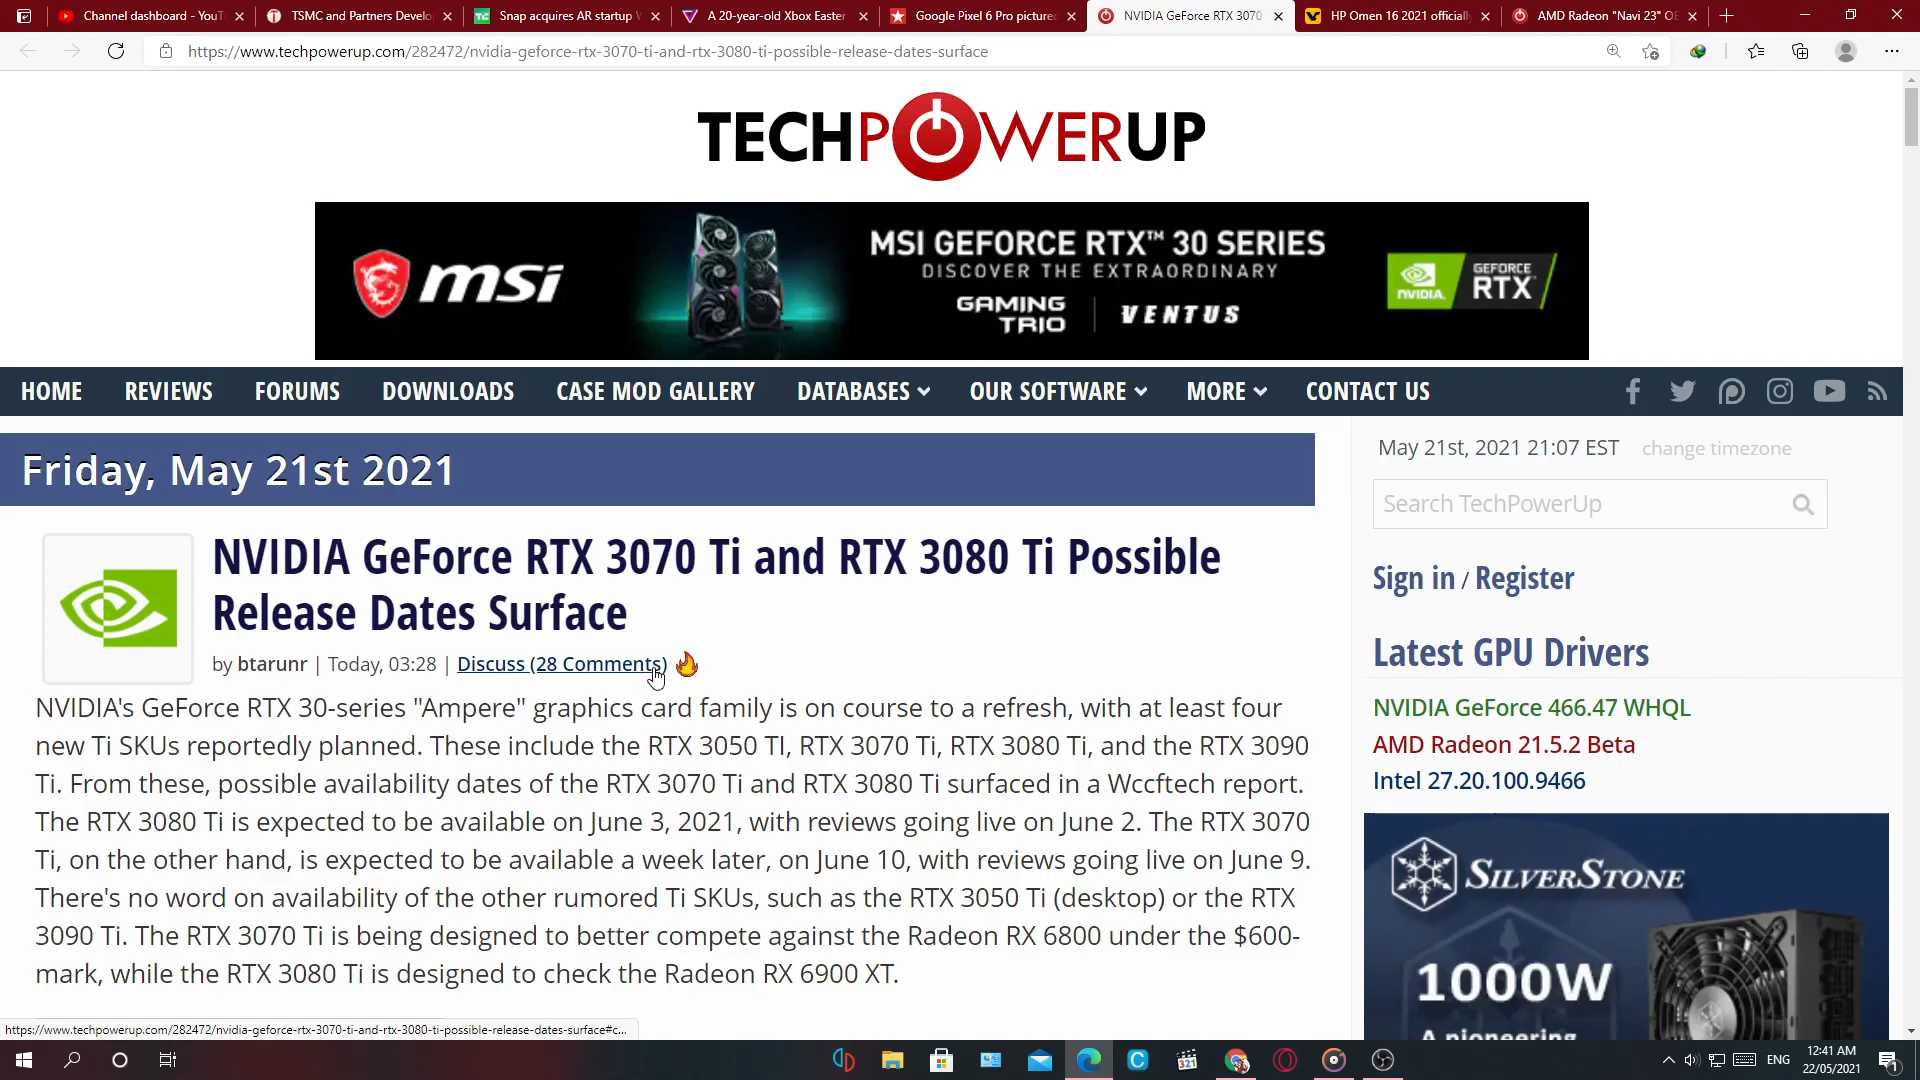 Channel dashboard - YouT
TSMC and Partners Develo
Snap acquires AR startup
A 20-year-old Xbox Easter
Google Pixel 6 Pro picture
NVIDIA GeForce RTX 3070
HP Omen 16 2021 official
AMD Radeon "Navi 23"
https://www.techpowerup.com/282472/nvidia-geforce-rtx-3070-ti-and-rtx-3080-ti-possible-release-dates-surface
TECHPOWERUP
msi
MSI GEFORCE RTX™ 30 SERIES
DISCOVER THE EXTRAORDINARY
GAMING TRIO
VENTUS
NVIDIA.
GEFORCE RTX
HOME REVIEWS FORUMS DOWNLOADS CASE MOD GALLERY DATABASES OUR SOFTWARE MORE CONTACT US
Friday, May 21st 2021
NVIDIA GeForce RTX 3070 Ti and RTX 3080 Ti Possible
Release Dates Surface
by btarunr | Today, 03:28 | Discuss (28 Comments)
NVIDIA's GeForce RTX 30-series "Ampere" graphics card family is on course to a refresh, with at least four
new Ti SKUs reportedly planned. These include the RTX 3050 TI, RTX 3070 Ti, RTX 3080 Ti, and the RTX 3090
Ti. From these, possible availability dates of the RTX 3070 Ti and RTX 3080 Ti surfaced in a Wccftech report.
The RTX 3080 Ti is expected to be available on June 3, 2021, with reviews going live on June 2. The RTX 3070
Ti, on the other hand, is expected to be available a week later, on June 10, with reviews going live on June 9.
There's no word on availability of the other rumored Ti SKUs, such as the RTX 3050 Ti (desktop) or the RTX
3090 Ti. The RTX 3070 Ti is being designed to better compete against the Radeon RX 6800 under the $600-
mark, while the RTX 3080 Ti is designed to check the Radeon RX 6900 XT.
May 21st, 2021 21:07 EST change timezone
Search TechPowerUp
Sign in / Register
Latest GPU Drivers
NVIDIA GeForce 466.47 WHQL
AMD Radeon 21.5.2 Beta
Intel 27.20.100.9466
SILVERSTONE
1000W
A pioneering
https://www.techpowerup.com/282472/nvidia-geforce-rtx-3070-ti-and-rtx-3080-ti-possible-release-dates-surface#c...
321
ENG
12:41 AM
22/05/2021
1